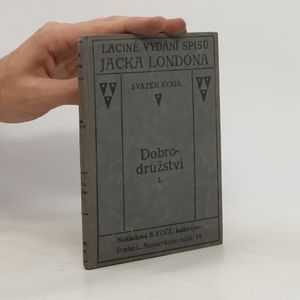 LACINÉ VYDÁNÍ SPISŮ
JACKA LONDONA
SVAZEK XXXIII.
Dobro-
družství
I.
Nakladatel B. KOČÍ, knihkupec,
Praha I., Masarykovo nábř. 14.